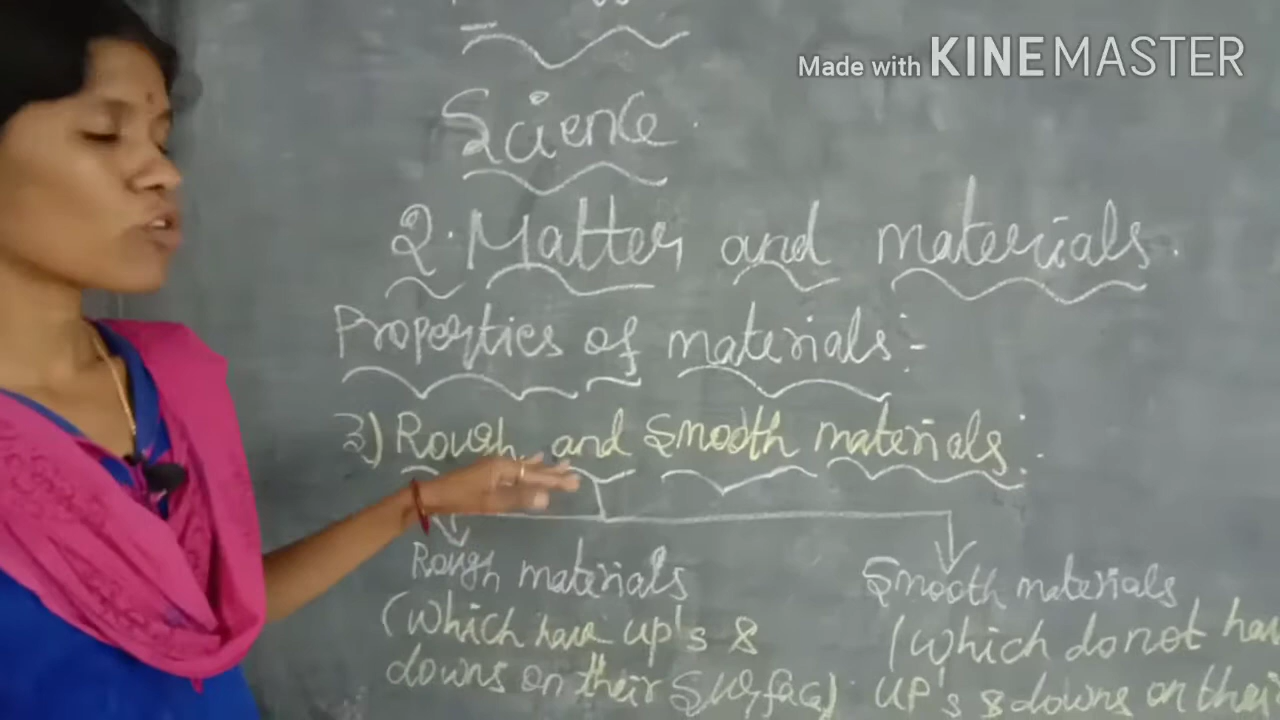 Made with KINEMASTER
Science.
2. Matter and materials.
Properties of materials:-
3) Rough and Smooth materials:-
Rough materials
(which have up's &
downs on their Surface)
Smooth materials
(which do not hav
up's & downs on their